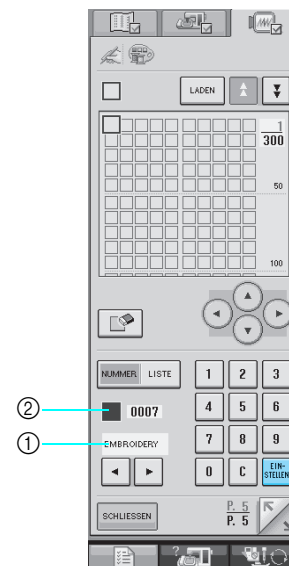 LADEN
1
300
50
100
NUMMER LISTE
1 2 3
② 0007
4 5 6
① EMBROIDERY
7 8 9
0 C EIN-
STELLEN
SCHLIESSEN
P. 5
P. 5
?